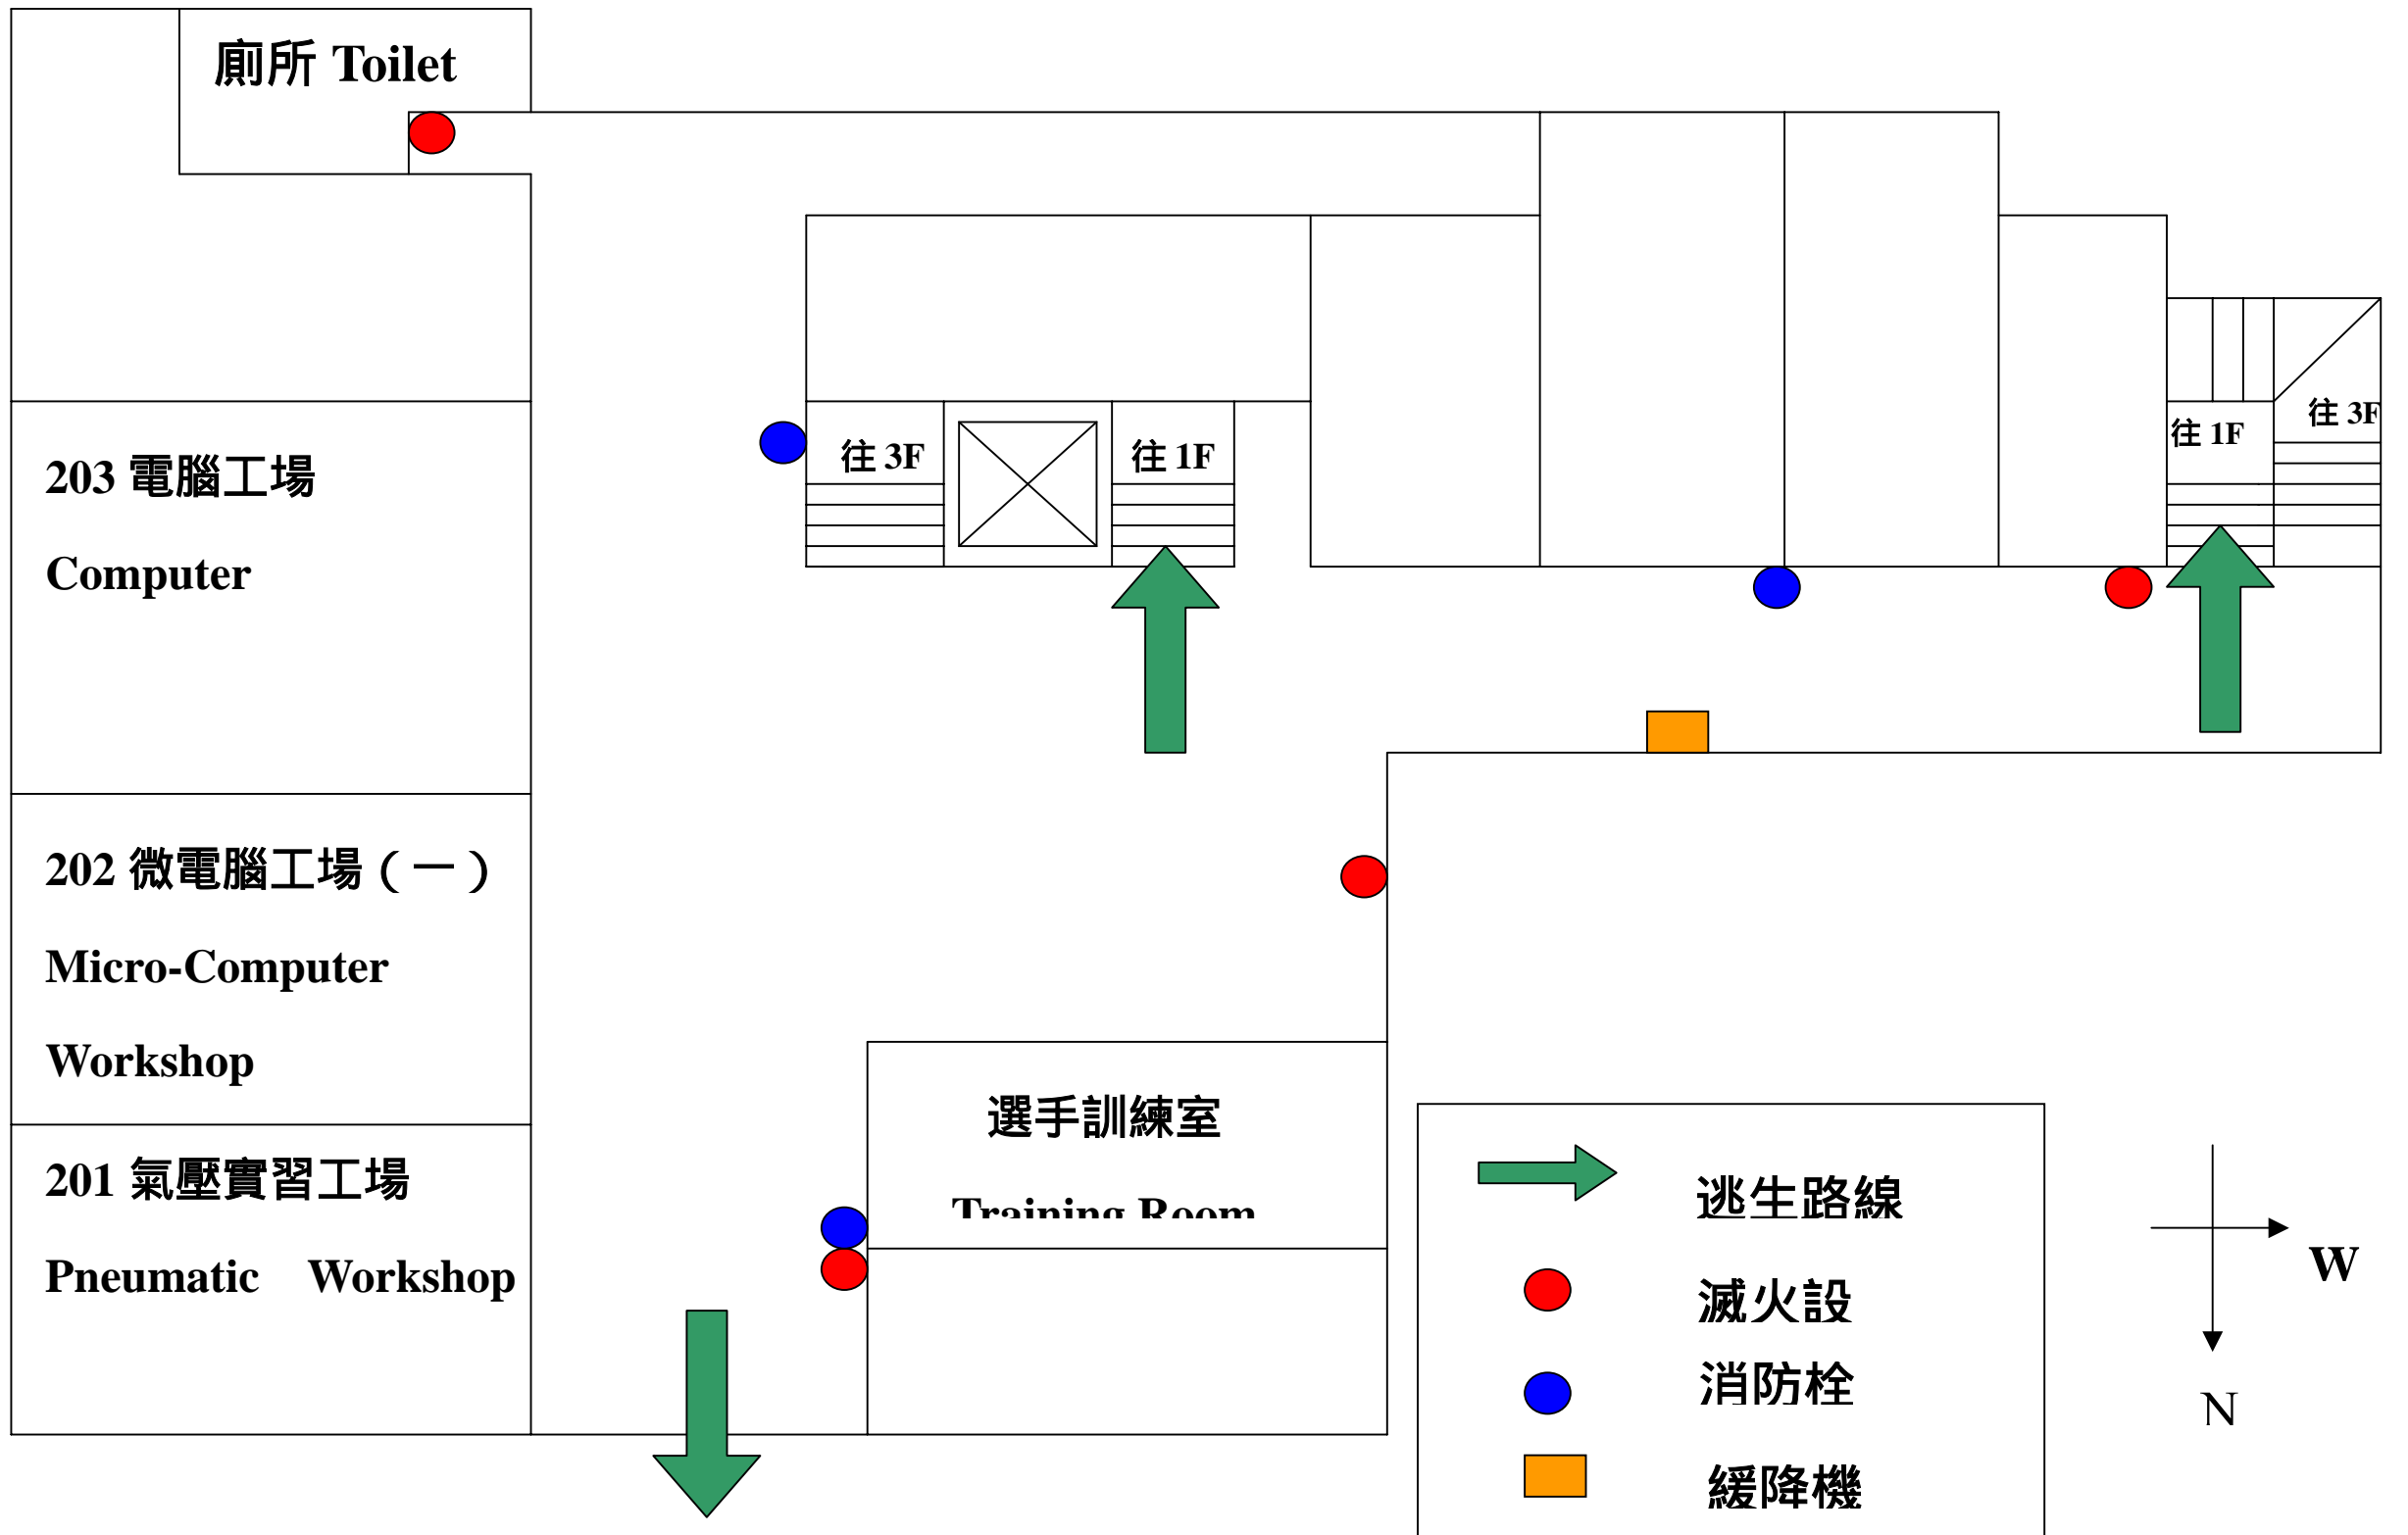 廁所 Toilet
往 3F
往 1F
往 1F
往 3F
203 電腦工場
Computer
202 微電腦工場（一）
Micro-Computer
Workshop
201 氣壓實習工場
Pneumatic Workshop
選手訓練室
Training Room
逃生路線
滅火設
消防栓
緩降機
W
N